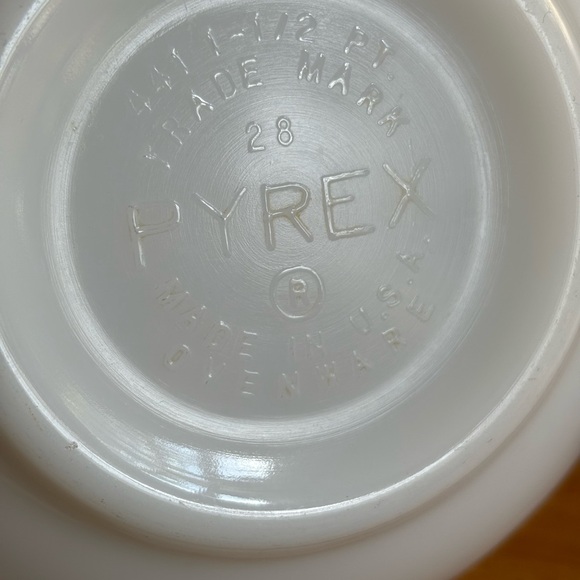 441 1-1/2 PT.
TRADE MARK
28
PYREX
®
MADE IN U.S.A.
OVENWARE